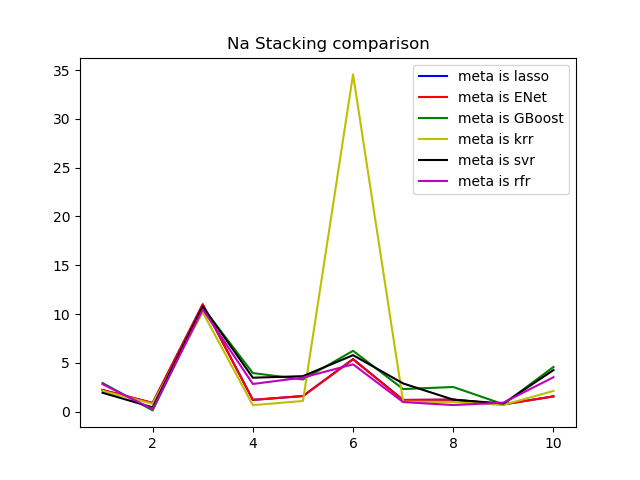 Na Stacking comparison
35
30
25
20
15
10
5
0
2
4
6
8
10
meta is lasso
meta is ENet
meta is GBoost
meta is krr
meta is svr
meta is rfr